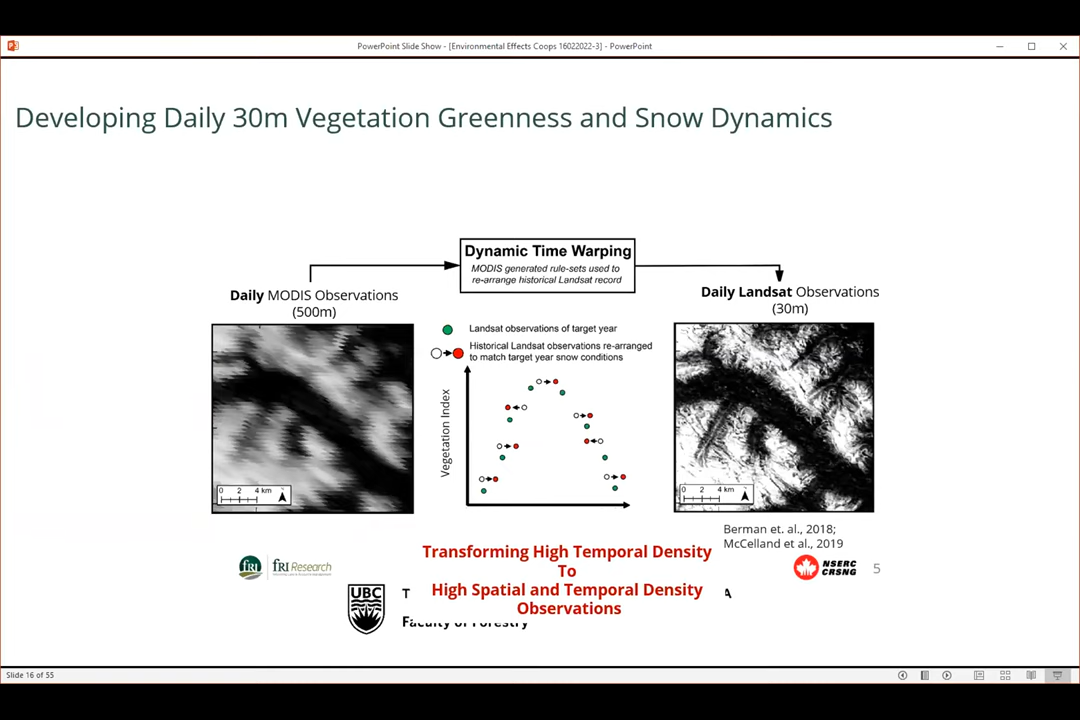 PowerPoint Slide Show - [Environmental Effects Coops 16022022-3] - PowerPoint
Developing Daily 30m Vegetation Greenness and Snow Dynamics
Dynamic Time Warping
MODIS generated rule-sets used to
re-arrange historical Landsat record
Daily MODIS Observations
(500m)
Daily Landsat Observations
(30m)
Landsat observations of target year
Historical Landsat observations re-arranged
to match target year snow conditions
Vegetation Index
0 2 4 km
0 2 4 km
Berman et. al., 2018;
McCelland et al., 2019
Transforming High Temporal Density
To
High Spatial and Temporal Density
Observations
fRI
fRI Research
NSERC
CRSNG
5
UBC
T
A
Faculty of Forestry
Slide 16 of 55